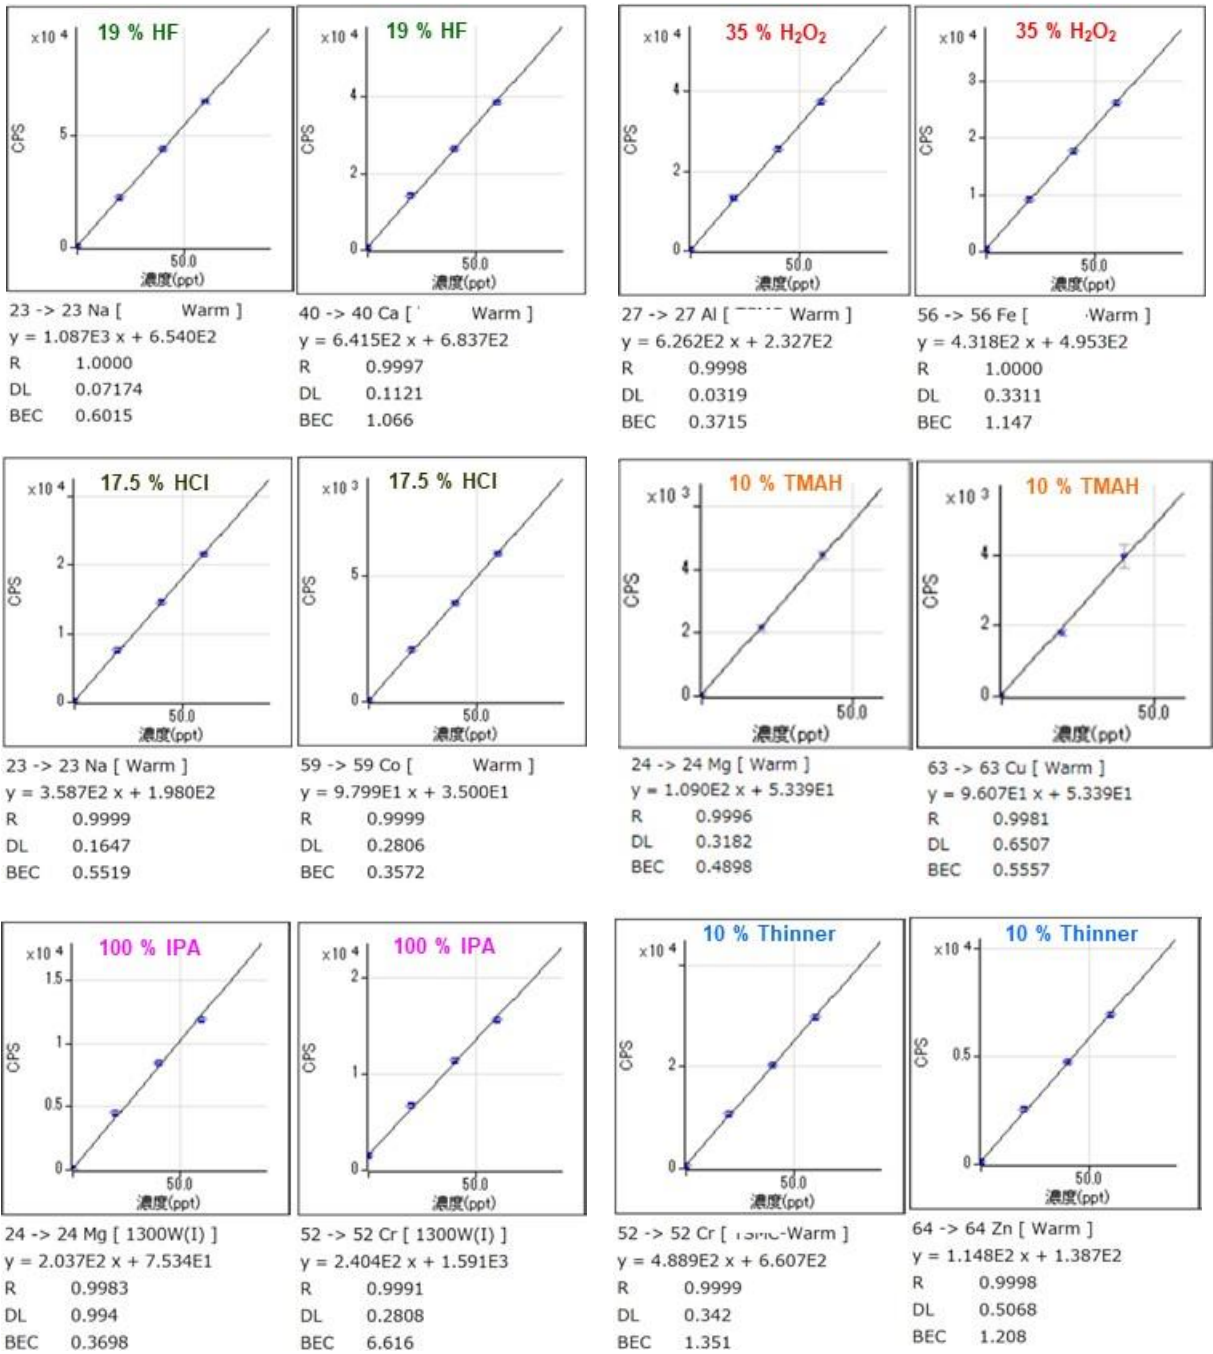 19 % HF
×10 4
5
0
CPS
50.0
濃度(ppt)
23 -> 23 Na [ Warm ]
y = 1.087E3 x + 6.540E2
R 1.0000
DL 0.07174
BEC 0.6015
19 % HF
×10 4
4
2
0
CPS
50.0
濃度(ppt)
40 -> 40 Ca [ Warm ]
y = 6.415E2 x + 6.837E2
R 0.9997
DL 0.1121
BEC 1.066
35 % H₂O₂
×10 4
4
2
0
CPS
50.0
濃度(ppt)
27 -> 27 Al [ Warm ]
y = 6.262E2 x + 2.327E2
R 0.9998
DL 0.0319
BEC 0.3715
35 % H₂O₂
×10 4
3
2
1
0
CPS
50.0
濃度(ppt)
56 -> 56 Fe [ -Warm ]
y = 4.318E2 x + 4.953E2
R 1.0000
DL 0.3311
BEC 1.147
17.5 % HCl
×10 4
2
1
0
CPS
50.0
濃度(ppt)
23 -> 23 Na [ Warm ]
y = 3.587E2 x + 1.980E2
R 0.9999
DL 0.1647
BEC 0.5519
17.5 % HCl
×10 3
5
0
CPS
50.0
濃度(ppt)
59 -> 59 Co [ Warm ]
y = 9.799E1 x + 3.500E1
R 0.9999
DL 0.2806
BEC 0.3572
10 % TMAH
×10 3
4
2
0
CPS
50.0
濃度(ppt)
24 -> 24 Mg [ Warm ]
y = 1.090E2 x + 5.339E1
R 0.9996
DL 0.3182
BEC 0.4898
10 % TMAH
×10 3
4
2
0
CPS
50.0
濃度(ppt)
63 -> 63 Cu [ Warm ]
y = 9.607E1 x + 5.339E1
R 0.9981
DL 0.6507
BEC 0.5557
100 % IPA
×10 4
1.5
1
0.5
0
CPS
50.0
濃度(ppt)
24 -> 24 Mg [ 1300W(I) ]
y = 2.037E2 x + 7.534E1
R 0.9983
DL 0.994
BEC 0.3698
100 % IPA
×10 4
2
1
0
CPS
50.0
濃度(ppt)
52 -> 52 Cr [ 1300W(I) ]
y = 2.404E2 x + 1.591E3
R 0.9991
DL 0.2808
BEC 6.616
10 % Thinner
×10 4
2
0
CPS
50.0
濃度(ppt)
52 -> 52 Cr [ -Warm ]
y = 4.889E2 x + 6.607E2
R 0.9999
DL 0.342
BEC 1.351
10 % Thinner
×10 4
0.5
0
CPS
50.0
濃度(ppt)
64 -> 64 Zn [ Warm ]
y = 1.148E2 x + 1.387E2
R 0.9998
DL 0.5068
BEC 1.208